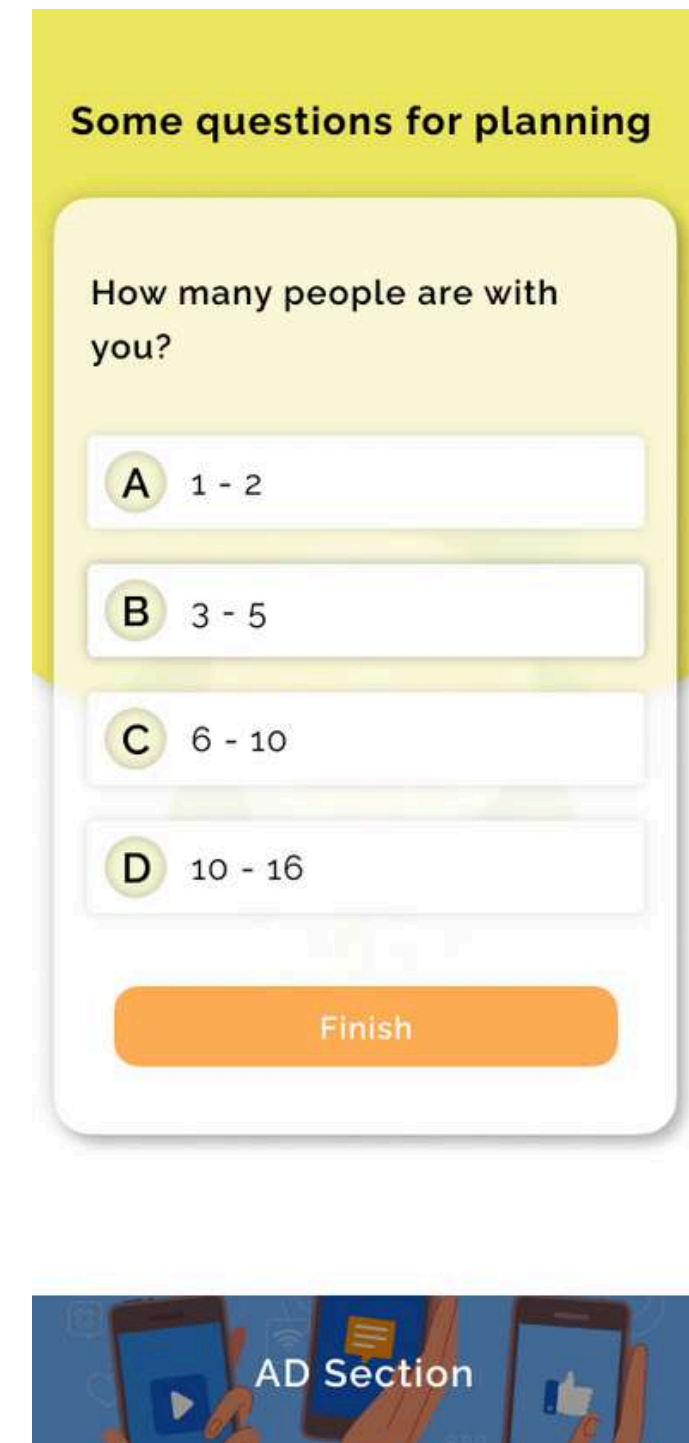 Some questions for planning
How many people are with
you?
A 1 - 2
B 3 - 5
C 6 - 10
D 10 - 16
Finish
AD Section